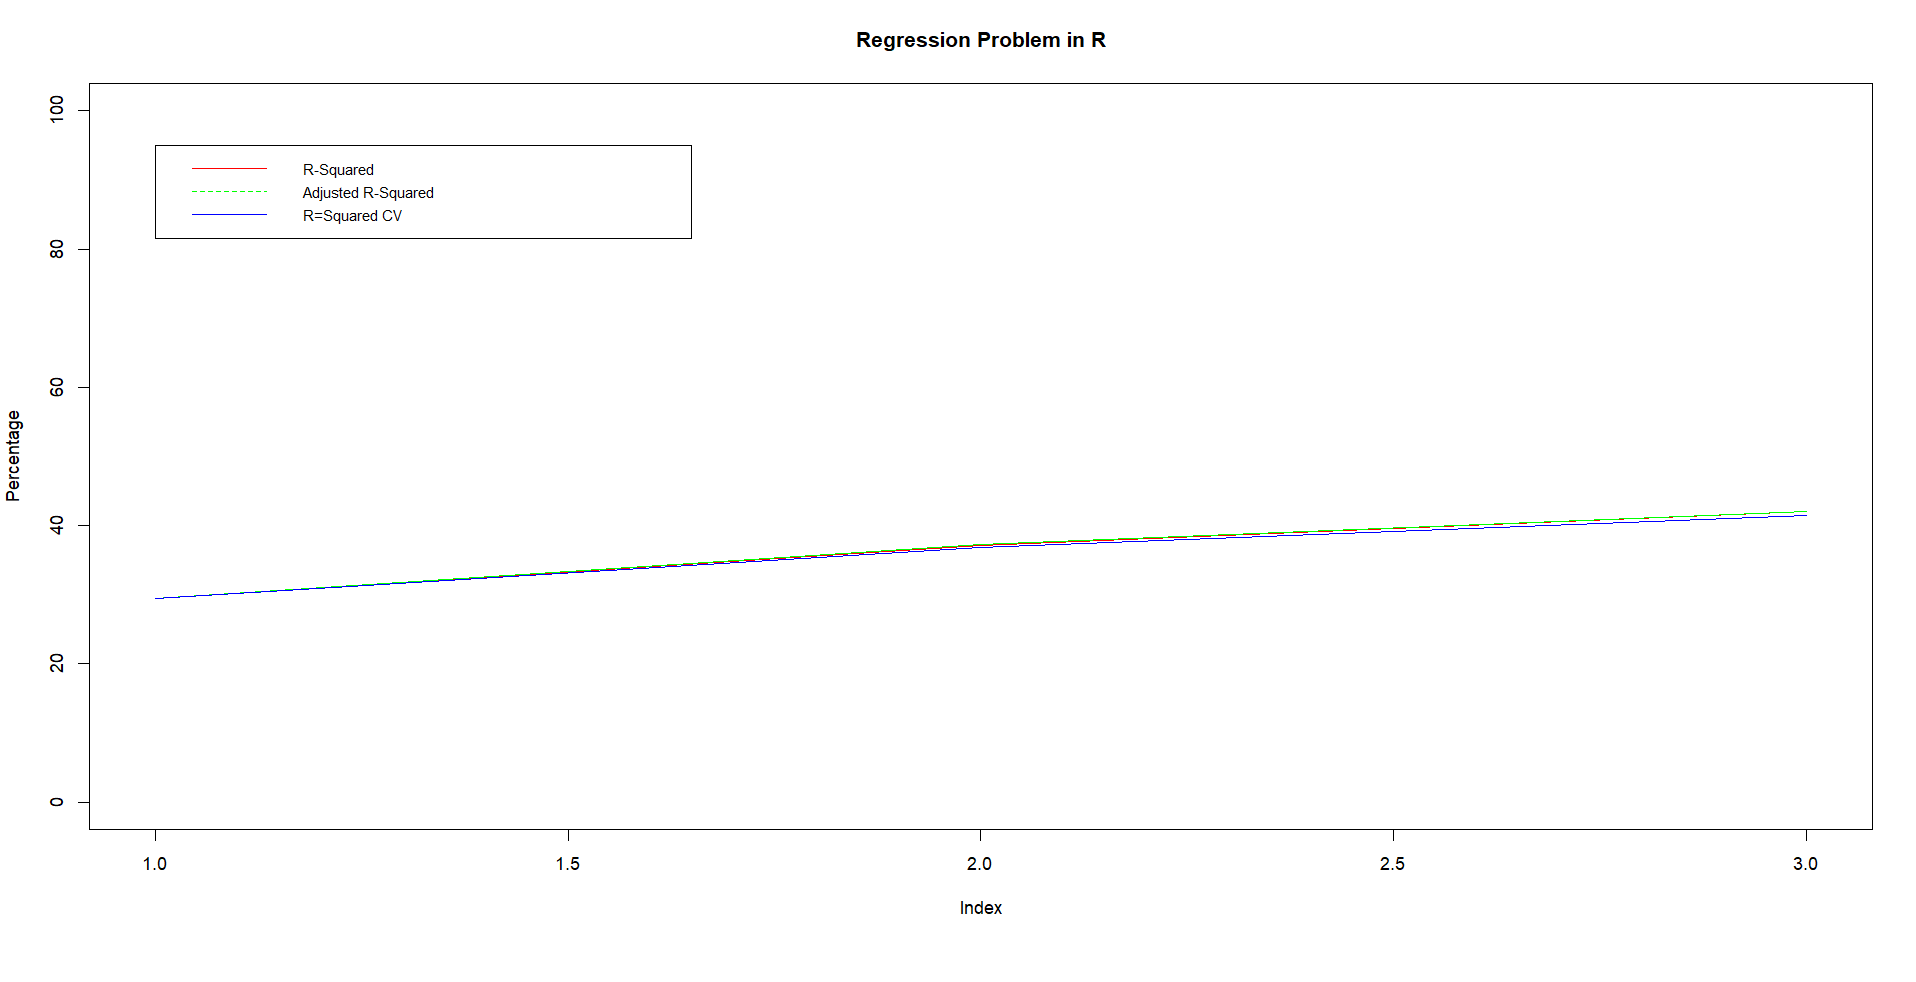 Regression Problem in R
100
80
60
40
20
0
Percentage
R-Squared
Adjusted R-Squared
R=Squared CV
1.0 1.5 2.0 2.5 3.0
Index